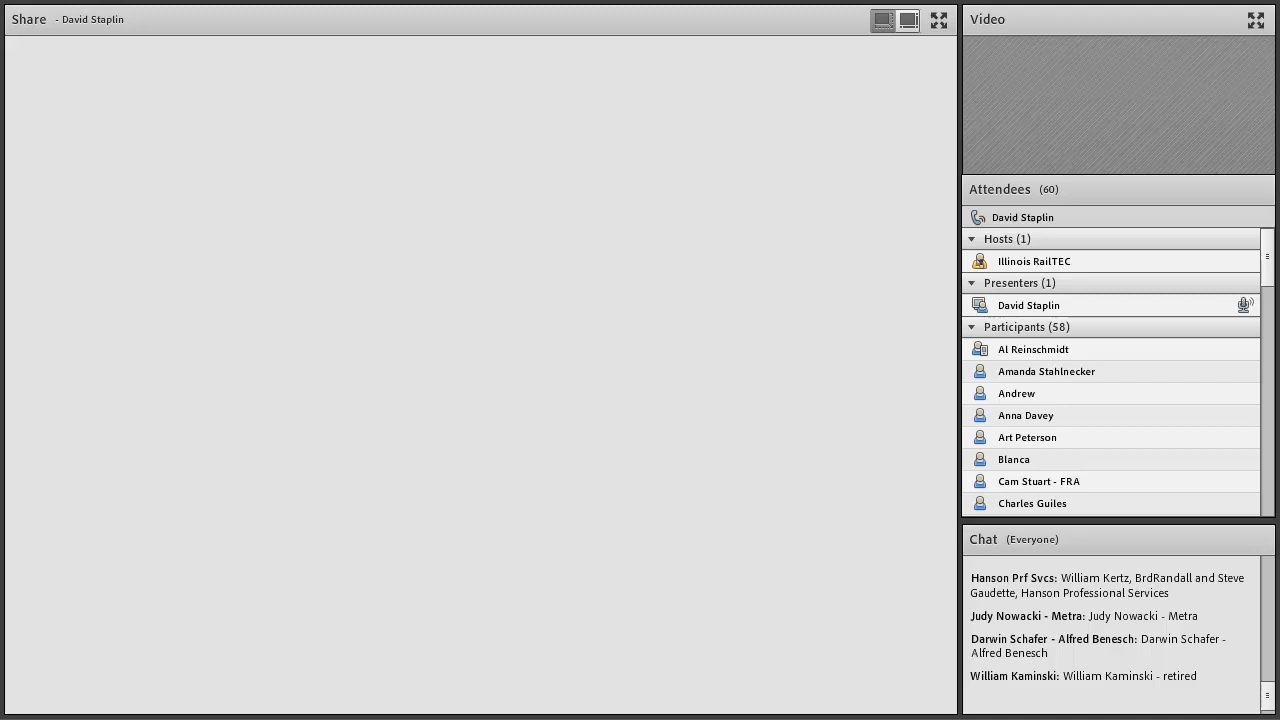 Share - David Staplin
Video
Attendees (60)
David Staplin
Hosts (1)
Illinois RailTEC
Presenters (1)
David Staplin
Participants (58)
Al Reinschmidt
Amanda Stahlnecker
Andrew
Anna Davey
Art Peterson
Blanca
Cam Stuart - FRA
Charles Guiles
Chat (Everyone)
Hanson Prf Svcs: William Kertz, BrdRandall and Steve
Gaudette, Hanson Professional Services
Judy Nowacki - Metra: Judy Nowacki - Metra
Darwin Schafer - Alfred Benesch: Darwin Schafer -
Alfred Benesch
William Kaminski: William Kaminski - retired